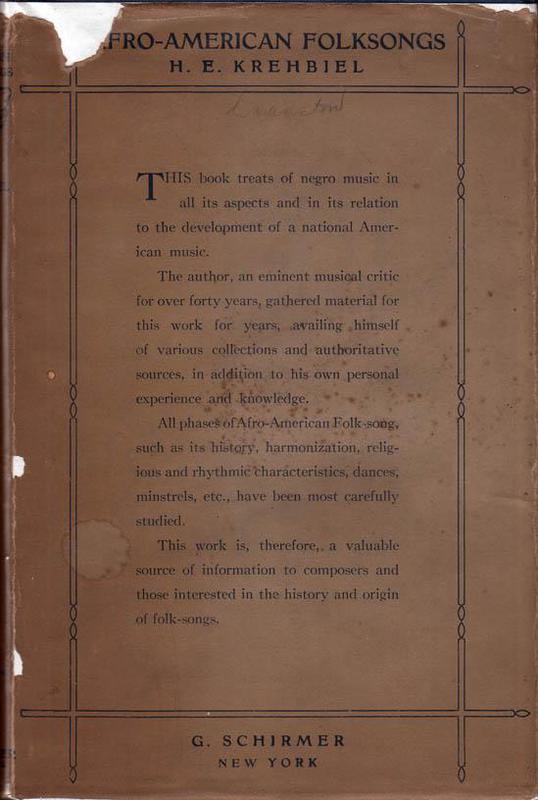 FRO-AMERICAN FOLKSONGS
H. E. KREHBIEL
THIS book treats of negro music in
all its aspects and in its relation
to the development of a national Amer-
ican music.
The author, an eminent musical critic
for over forty years, gathered material for
this work for years, availing himself
of various collections and authoritative
sources, in addition to his own personal
experience and knowledge.
All phases of Afro-American Folk-song,
such as its history, harmonization, relig-
ious and rhythmic characteristics, dances,
minstrels, etc., have been most carefully
studied.
This work is, therefore, a valuable
source of information to composers and
those interested in the history and origin
of folk-songs.
G. SCHIRMER
NEW YORK